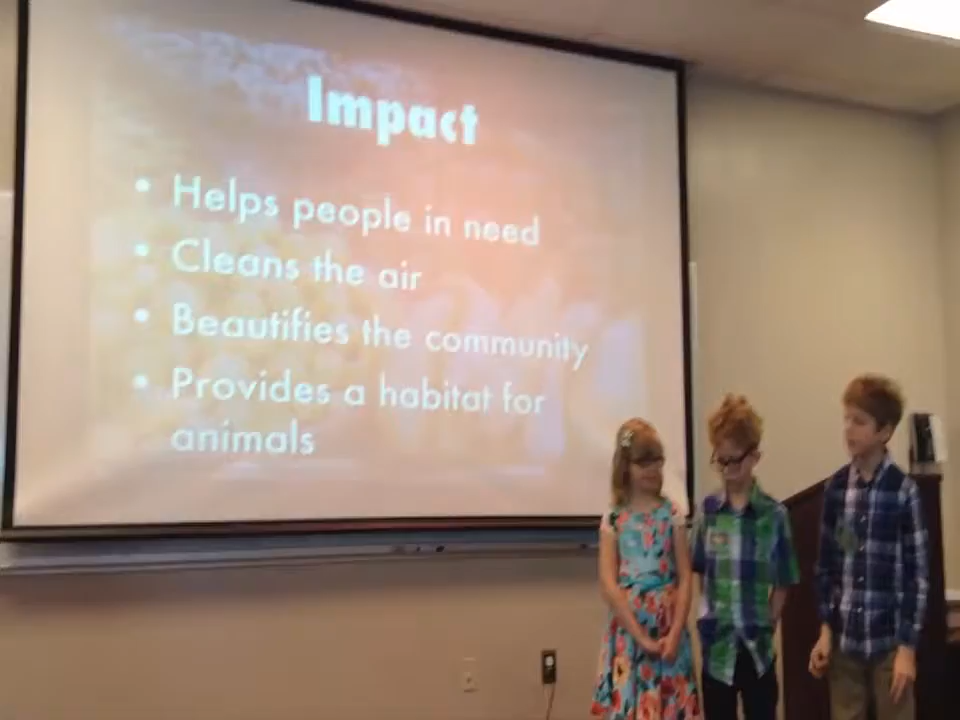 Impact
• Helps people in need
• Cleans the air
• Beautifies the community
• Provides a habitat for
animals